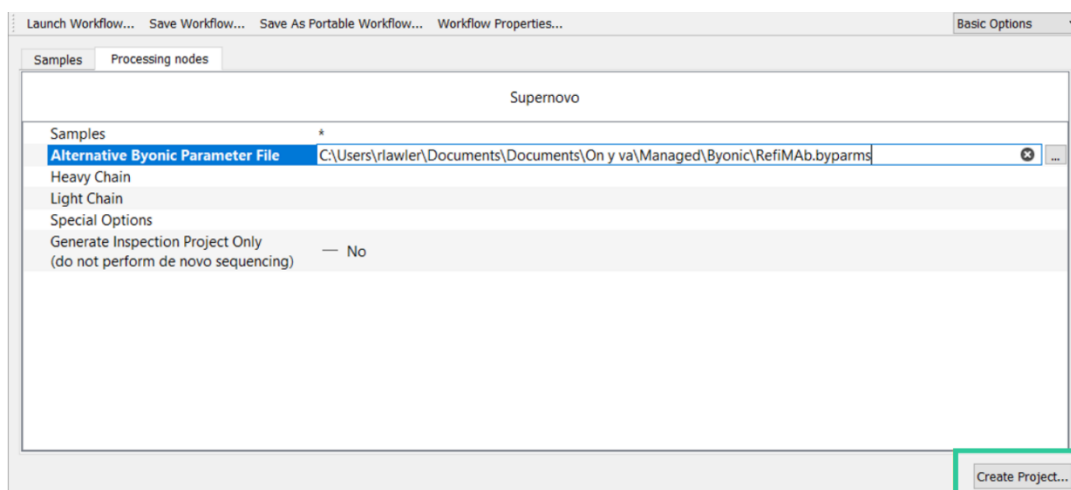 Launch Workflow... Save Workflow... Save As Portable Workflow... Workflow Properties... Basic Options
Samples Processing nodes
Supernovo
Samples *
Alternative Byonic Parameter File C:\Users\rlawler\Documents\Documents\On y va\Managed\Byonic\RefiMAb.byparms ...
Heavy Chain
Light Chain
Special Options
Generate Inspection Project Only
(do not perform de novo sequencing) — No
Create Project...